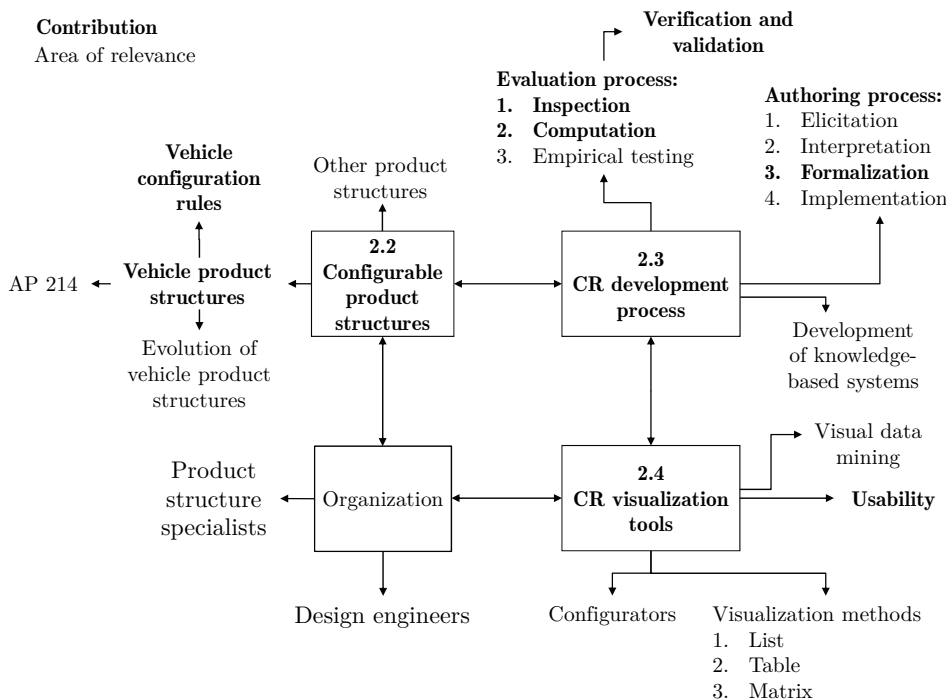 Contribution
Area of relevance
Verification and
validation
Evaluation process:
1. Inspection
2. Computation
3. Empirical testing
Authoring process:
1. Elicitation
2. Interpretation
3. Formalization
4. Implementation
Vehicle
configuration
rules
Other product
structures
AP 214
Vehicle product
structures
2.2
Configurable
product
structures
2.3
CR development
process
Evolution of
vehicle product
structures
Development
of knowledge-
based systems
Product
structure
specialists
Organization
2.4
CR visualization
tools
Visual data
mining
Usability
Design engineers
Configurators
Visualization methods
1. List
2. Table
3. Matrix